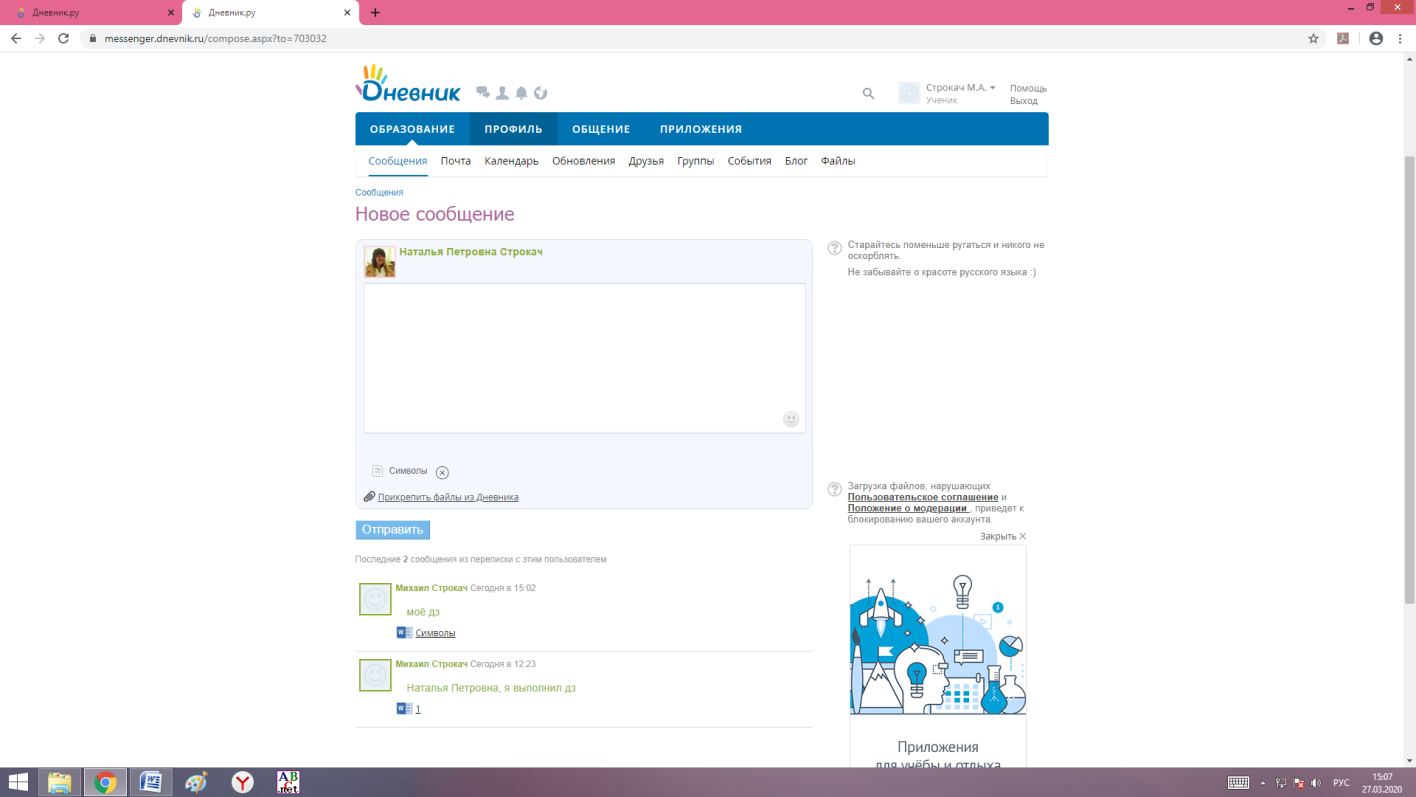 Дневник.ру
Дневник.ру
messenger.dnevnik.ru/compose.aspx?to=703032
Дневник
Строкач М.А.
Ученик
Помощь
Выход
ОБРАЗОВАНИЕ ПРОФИЛЬ ОБЩЕНИЕ ПРИЛОЖЕНИЯ
Сообщения Почта Календарь Обновления Друзья Группы События Блог Файлы
Сообщения
Новое сообщение
Наталья Петровна Строкач
Старайтесь поменьше ругаться и никого не
оскорблять.
Не забывайте о красоте русского языка :)
Символы
Прикрепить файлы из Дневника
Загрузка файлов, нарушающих
Пользовательское соглашение и
Положение о модерации , приведет к
блокированию вашего аккаунта.
Отправить
Закрыть
Последние 2 сообщения из переписки с этим пользователем
Михаил Строкач Сегодня в 15:02
моё дз
Символы
Михаил Строкач Сегодня в 12:23
Наталья Петровна, я выполнил дз
1
Приложения
для учёбы и отдыха
ABC.net
РУС
15:07
27.03.2020